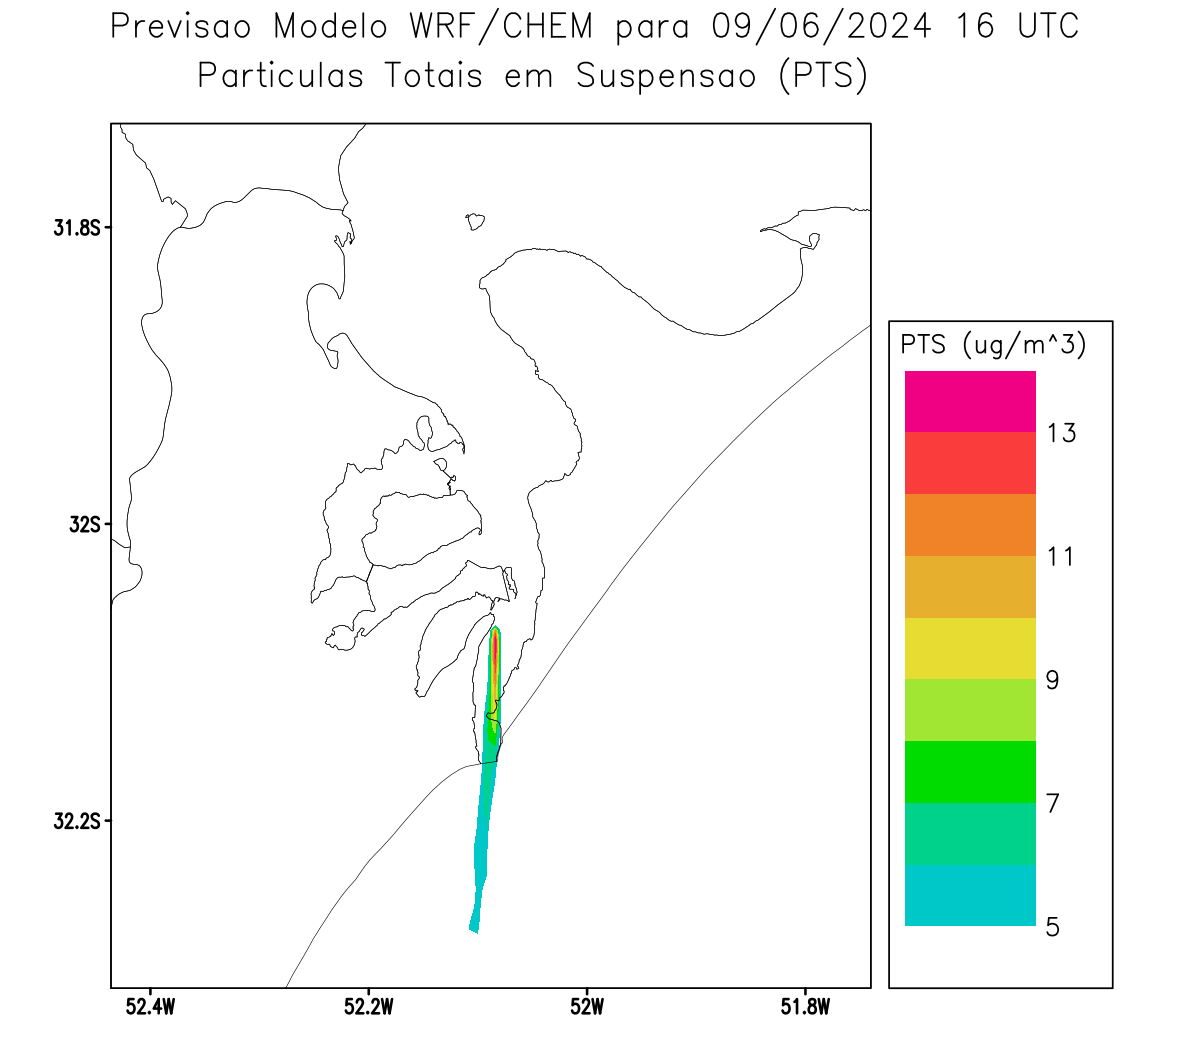 Previsao Modelo WRF/CHEM para 09/06/2024 16 UTC
Particulas Totais em Suspensao (PTS)
31.8S
32S
32.2S
52.4W
52.2W
52W
51.8W
PTS (ug/m^3)
13
11
9
7
5